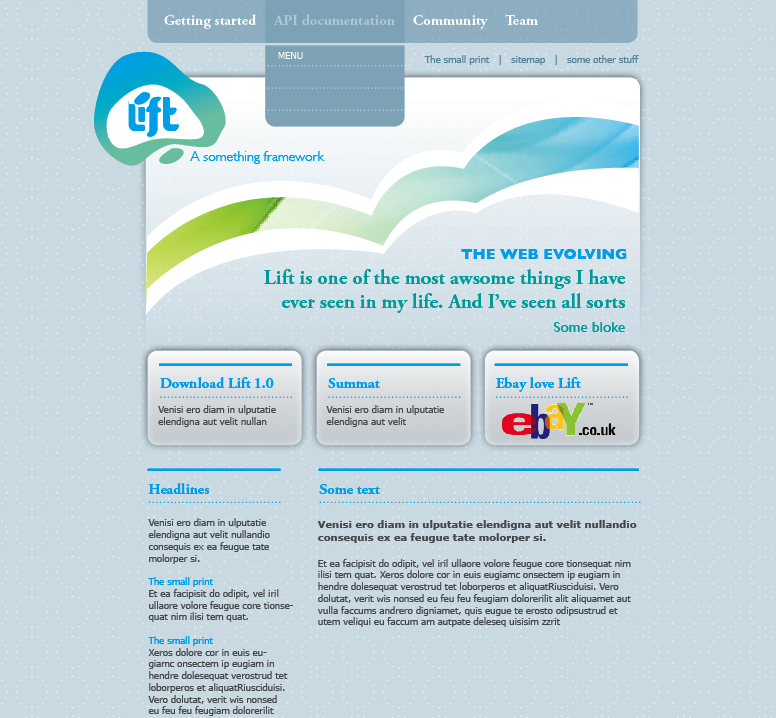 Getting started API documentation Community Team
MENU
The small print | sitemap | some other stuff
Lift
A something framework
THE WEB EVOLVING
Lift is one of the most awsome things I have
ever seen in my life. And I've seen all sorts
Some bloke
Download Lift 1.0
Venisi ero diam in ulputatie
elendigna aut velit nullan
Summat
Venisi ero diam in ulputatie
elendigna aut velit
Ebay love Lift
ebay.co.uk
Headlines
Venisi ero diam in ulputatie
elendigna aut velit nullan
consequis ex ea feugue tate
molorper si.
The small print
Et ea facipisit do odipit, vel iril
ullaore volore feugue core tionse-
quat nim ilisi tem quat.
The small print
Xeros dolore cor in euis eu-
giamc onsectem ip eugiam in
hendre dolesequat verostrud tet
loborperos et aliquatRiusciduisi.
Vero dolutat, verit wis nonsed
eu feu feu feugiam dolorerilit
Some text
Venisi ero diam in ulputatie elendigna aut velit nullandio
consequis ex ea feugue tate molorper si.
Et ea facipisit do odipit, vel iril ullaore volore feugue core tionsequat nim
ilisi tem quat. Xeros dolore cor in euis eugiamc onsectem ip eugiam in
hendre dolesequat verostrud tet loborperos et aliquatRiusciduisi. Vero
dolutat, verit wis nonsed eu feu feu feugiam dolorerilit alit aliquamet aut
vulla faccums andrero digniamet, quis eugue te erosto odipsustrud et
utem veliqui eu faccum am autpate deleseq uisisim zzrit